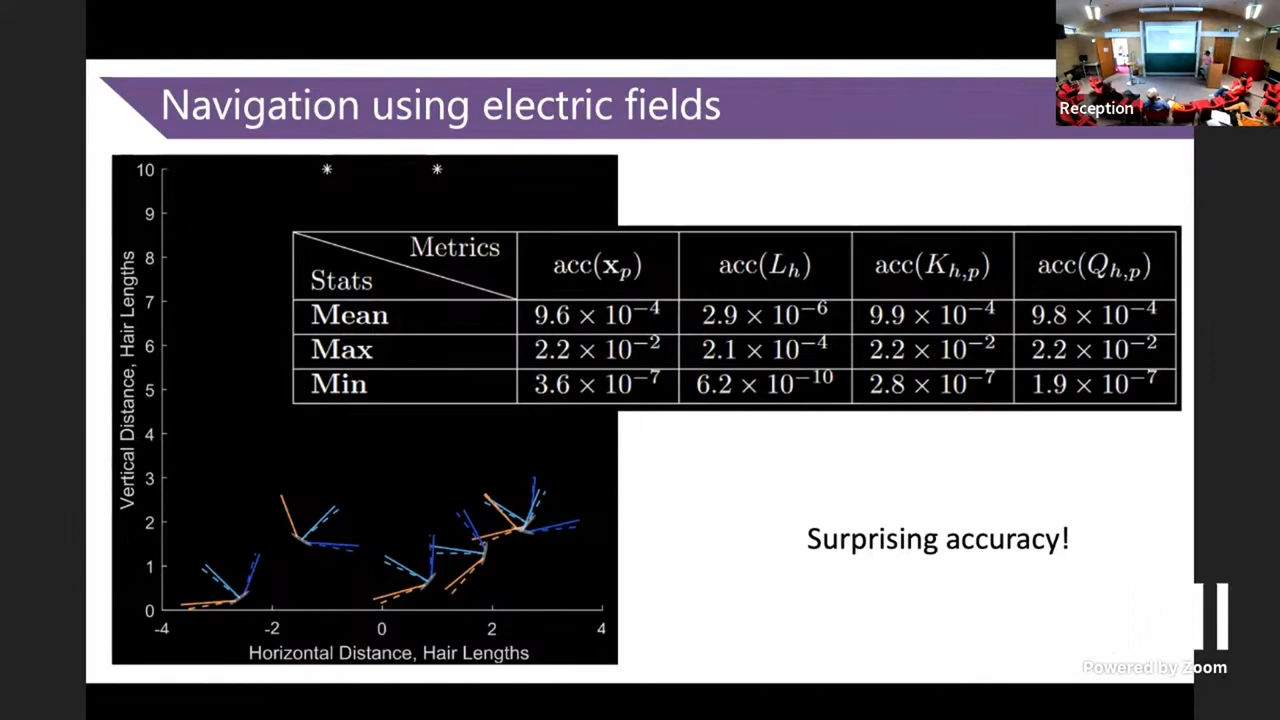 Navigation using electric fields
Reception
10
9
8
7
6
5
4
3
2
1
0
-4
-2
0
2
4
Vertical Distance, Hair Lengths
Horizontal Distance, Hair Lengths
Metrics
Stats
acc(𝐱ₚ) acc(Lₕ) acc(Kₕ,ₚ) acc(Qₕ,ₚ)
Mean 9.6 × 10⁻⁴ 2.9 × 10⁻⁶ 9.9 × 10⁻⁴ 9.8 × 10⁻⁴
Max 2.2 × 10⁻² 2.1 × 10⁻⁴ 2.2 × 10⁻² 2.2 × 10⁻²
Min 3.6 × 10⁻⁷ 6.2 × 10⁻¹⁰ 2.8 × 10⁻⁷ 1.9 × 10⁻⁷
Surprising accuracy!
Powered by Zoom